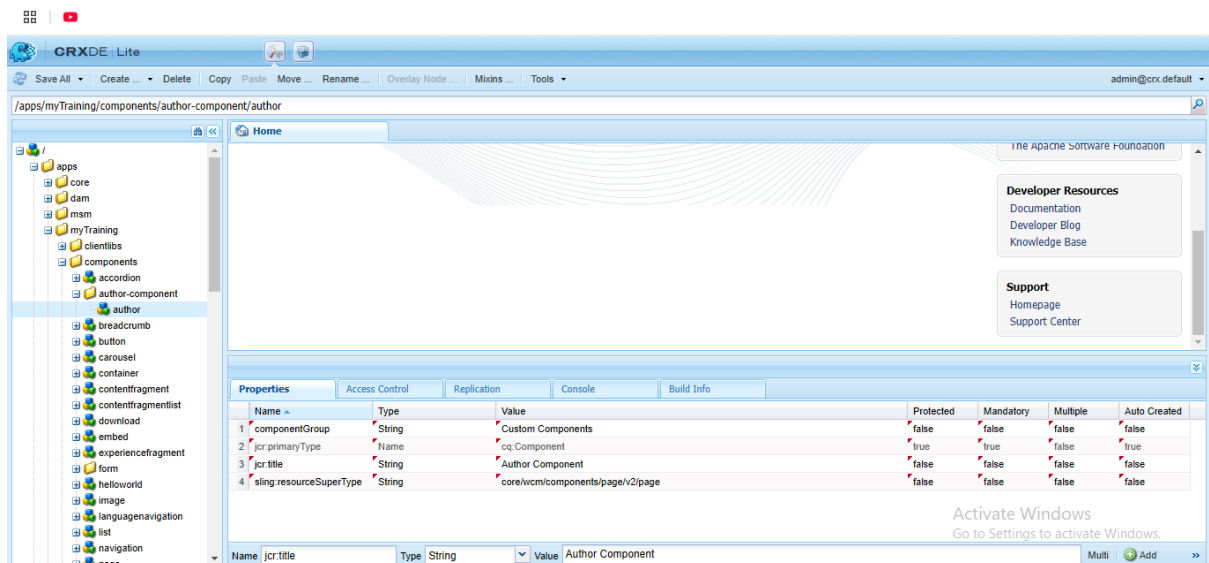 CRXDE Lite
Save All Create ... Delete Copy Paste Move ... Rename ... Overlay Node ... Mixins ... Tools admin@crx.default
/apps/myTraining/components/author-component/author
Home
/
apps
core
dam
msm
myTraining
clientlibs
components
accordion
author-component
author
breadcrumb
button
carousel
container
contentfragment
contentfragmentlist
download
embed
experiencefragment
form
helloworld
image
languagenavigation
list
navigation
The Apache Software Foundation
Developer Resources
Documentation
Developer Blog
Knowledge Base
Support
Homepage
Support Center
Properties Access Control Replication Console Build Info
Name Type Value Protected Mandatory Multiple Auto Created
1 componentGroup String Custom Components false false false false
2 jcr:primaryType Name cq:Component true true false true
3 jcr:title String Author Component false false false false
4 sling:resourceSuperType String core/wcm/components/page/v2/page false false false false
Activate Windows
Go to Settings to activate Windows.
Name jcr:title Type String Value Author Component Multi Add »